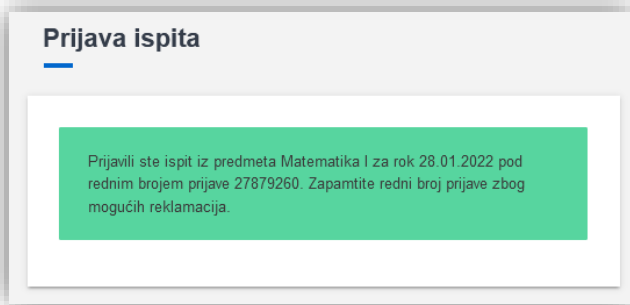 Prijava ispita
Prijavili ste ispit iz predmeta Matematika I za rok 28.01.2022 pod
rednim brojem prijave 27879260. Zapamtite redni broj prijave zbog
mogućih reklamacija.